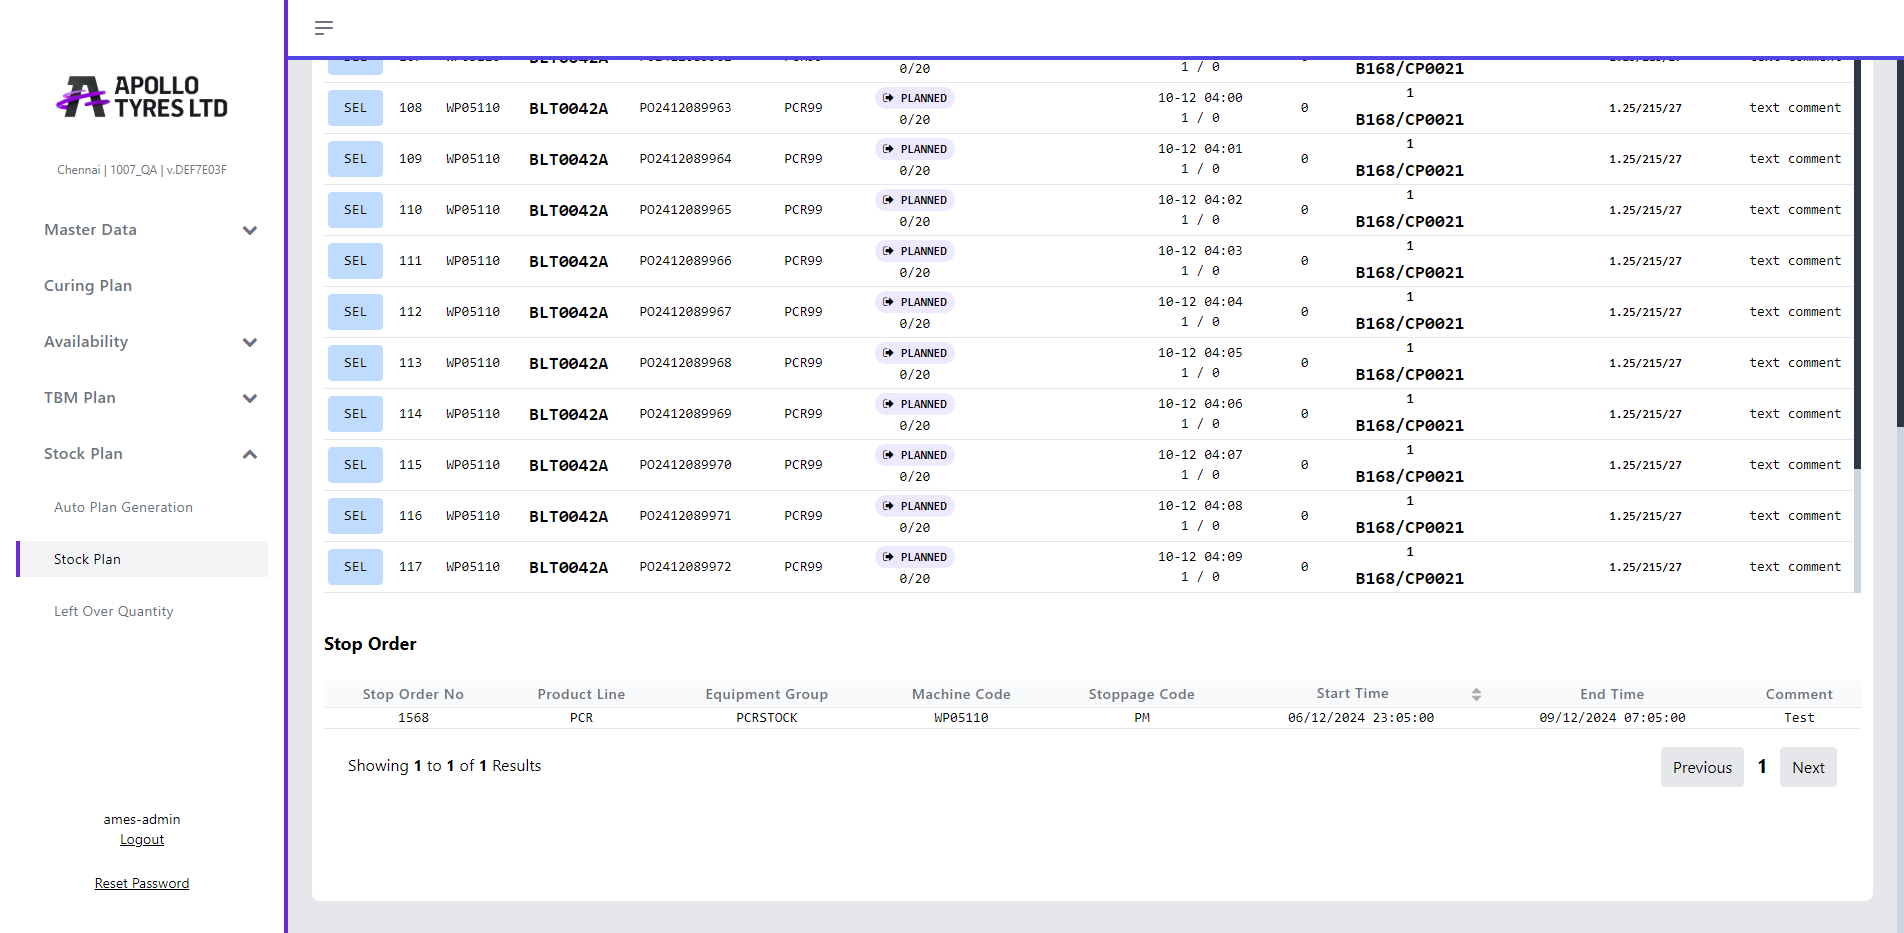 APOLLO
TYRES LTD
Chennai | 1007_QA | v.DEF7E03F
Master Data
Curing Plan
Availability
TBM Plan
Stock Plan
Auto Plan Generation
Stock Plan
Left Over Quantity
ames-admin
Logout
Reset Password
0/20 1 / 0 B168/CP0021
SEL 108 WP05110 BLT0042A PO2412089963 PCR99 PLANNED 0/20 10-12 04:00 1 / 0 0 1 B168/CP0021 1.25/215/27 text comment
SEL 109 WP05110 BLT0042A PO2412089964 PCR99 PLANNED 0/20 10-12 04:01 1 / 0 0 1 B168/CP0021 1.25/215/27 text comment
SEL 110 WP05110 BLT0042A PO2412089965 PCR99 PLANNED 0/20 10-12 04:02 1 / 0 0 1 B168/CP0021 1.25/215/27 text comment
SEL 111 WP05110 BLT0042A PO2412089966 PCR99 PLANNED 0/20 10-12 04:03 1 / 0 0 1 B168/CP0021 1.25/215/27 text comment
SEL 112 WP05110 BLT0042A PO2412089967 PCR99 PLANNED 0/20 10-12 04:04 1 / 0 0 1 B168/CP0021 1.25/215/27 text comment
SEL 113 WP05110 BLT0042A PO2412089968 PCR99 PLANNED 0/20 10-12 04:05 1 / 0 0 1 B168/CP0021 1.25/215/27 text comment
SEL 114 WP05110 BLT0042A PO2412089969 PCR99 PLANNED 0/20 10-12 04:06 1 / 0 0 1 B168/CP0021 1.25/215/27 text comment
SEL 115 WP05110 BLT0042A PO2412089970 PCR99 PLANNED 0/20 10-12 04:07 1 / 0 0 1 B168/CP0021 1.25/215/27 text comment
SEL 116 WP05110 BLT0042A PO2412089971 PCR99 PLANNED 0/20 10-12 04:08 1 / 0 0 1 B168/CP0021 1.25/215/27 text comment
SEL 117 WP05110 BLT0042A PO2412089972 PCR99 PLANNED 0/20 10-12 04:09 1 / 0 0 1 B168/CP0021 1.25/215/27 text comment
Stop Order
Stop Order No Product Line Equipment Group Machine Code Stoppage Code Start Time End Time Comment
1568 PCR PCRSTOCK WP05110 PM 06/12/2024 23:05:00 09/12/2024 07:05:00 Test
Showing 1 to 1 of 1 Results
Previous 1 Next